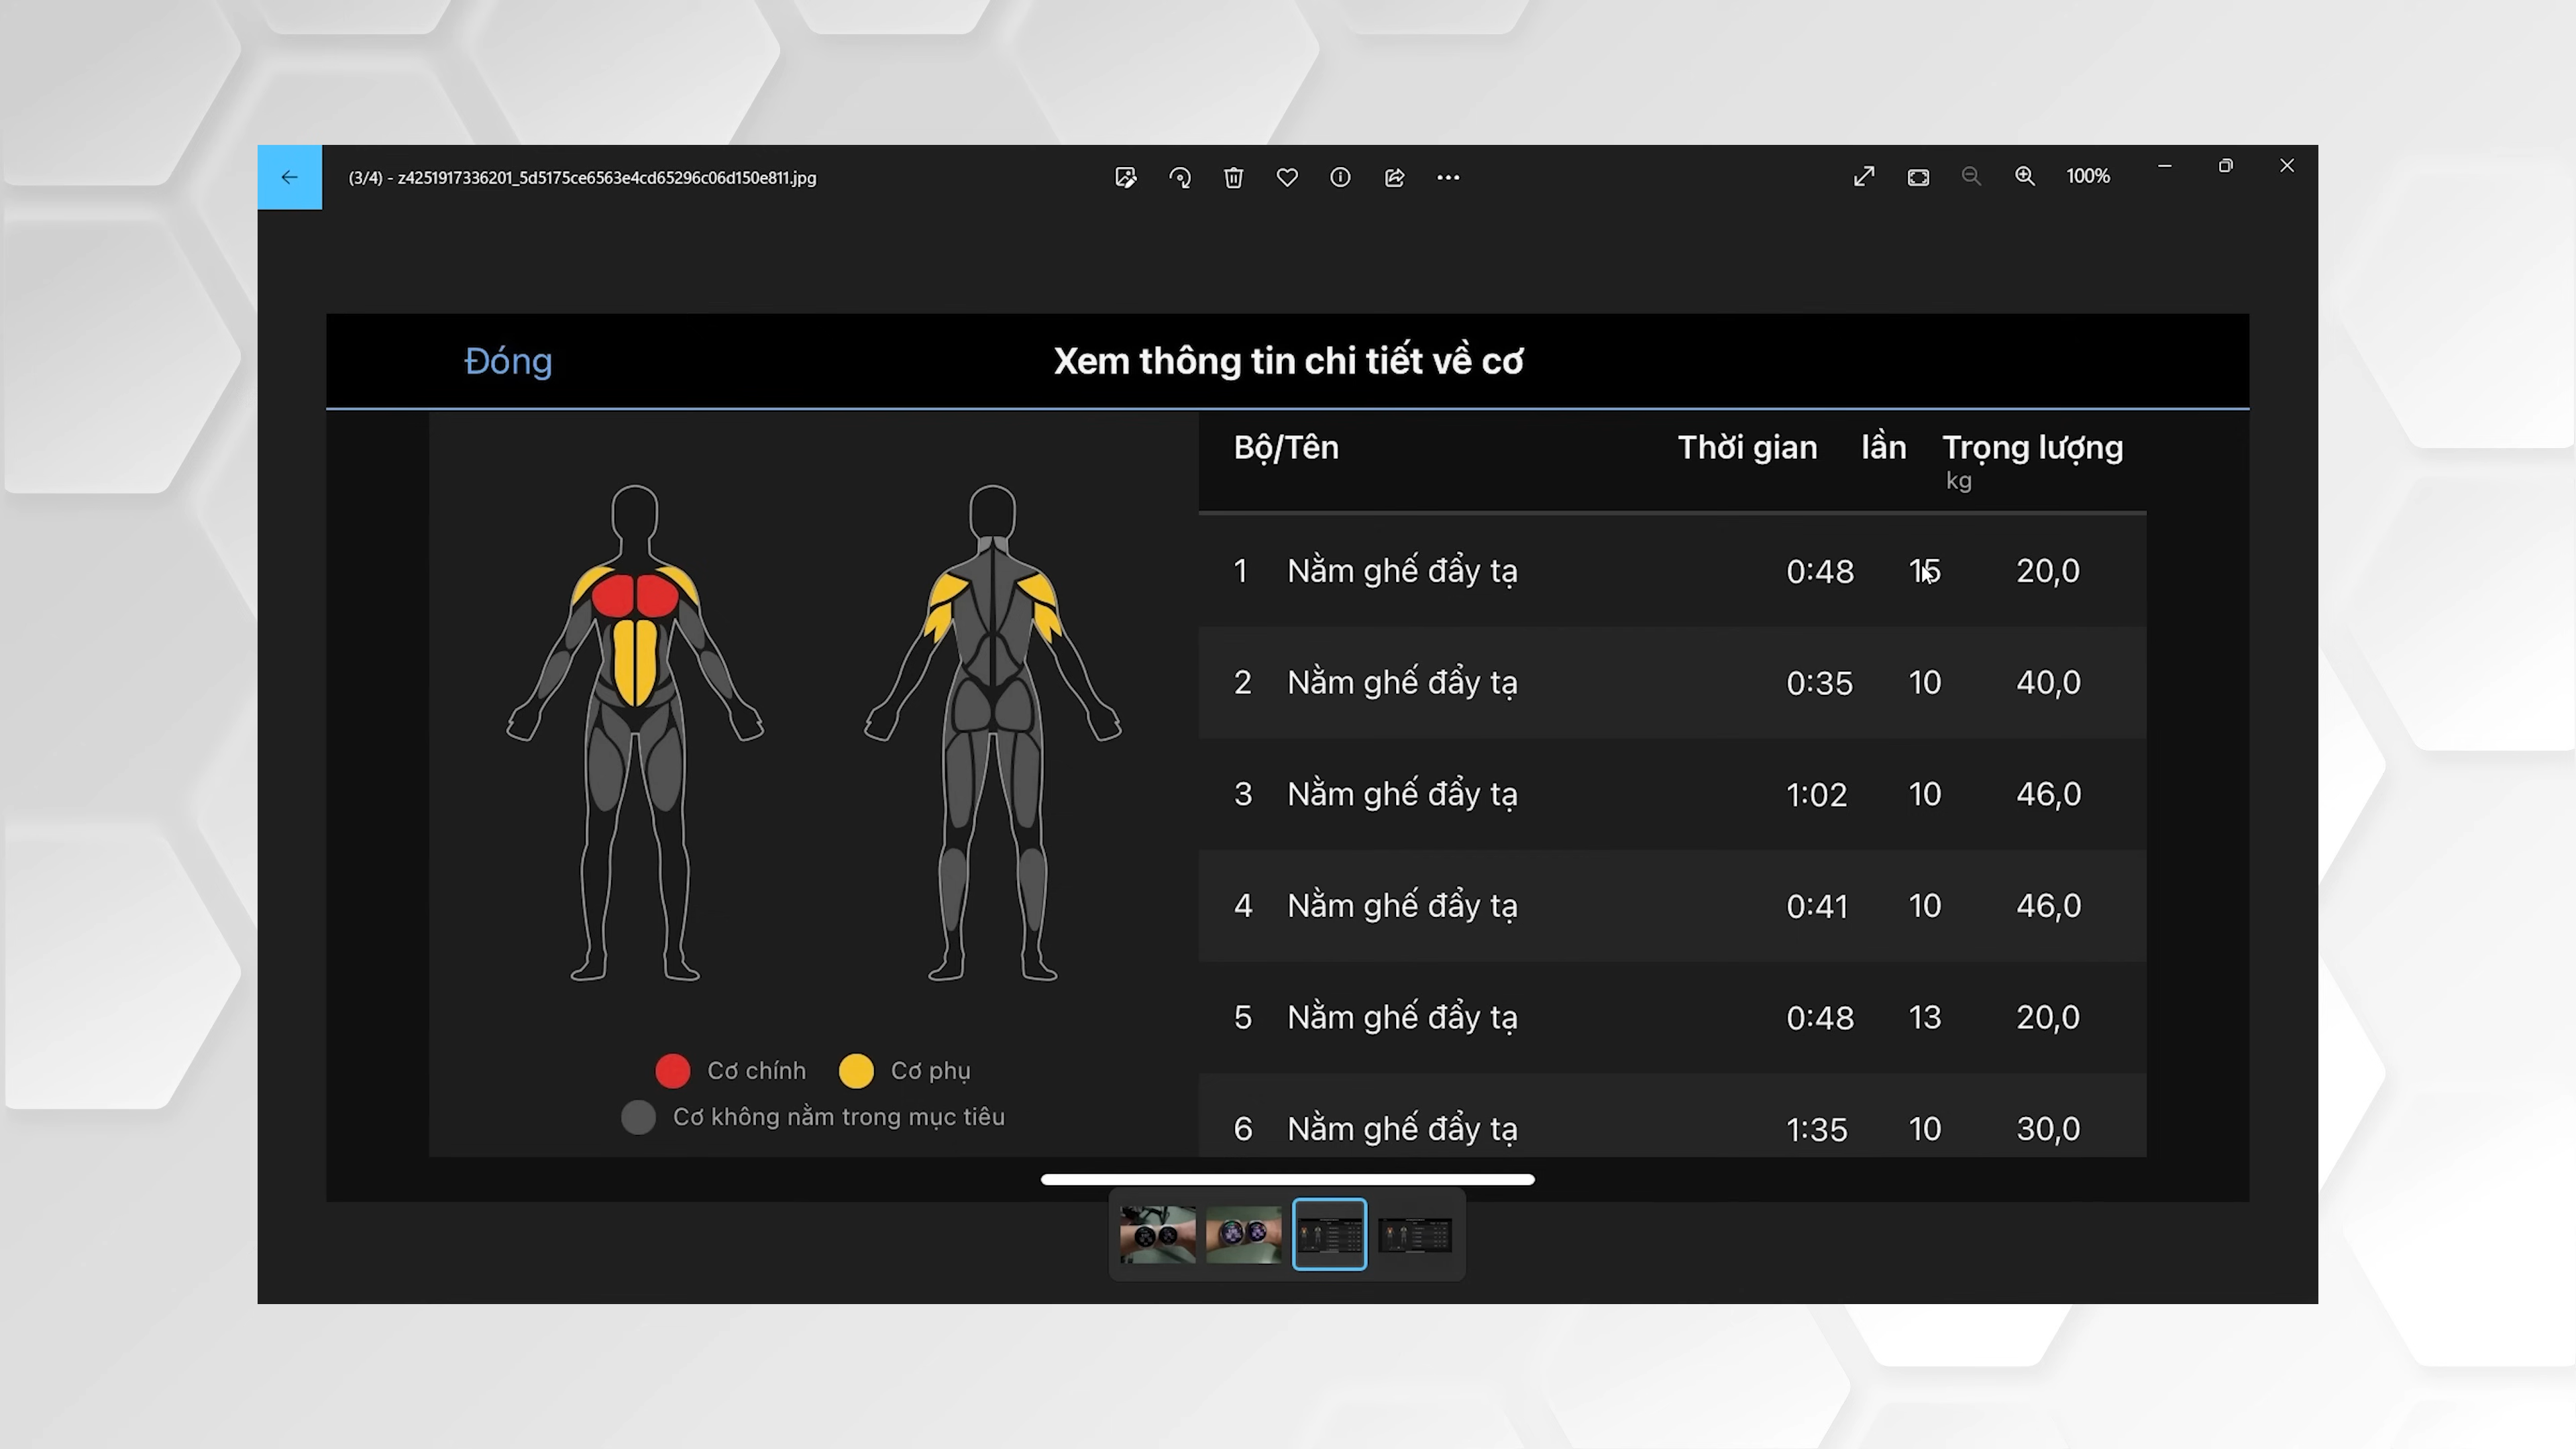 (3/4) - z4251917336201_5d5175ce6563e4cd65296c06d150e811.jpg
100%
Đóng
Xem thông tin chi tiết về cơ
Bộ/Tên Thời gian lần Trọng lượng
kg
1 Nằm ghế đẩy tạ 0:48 15 20,0
2 Nằm ghế đẩy tạ 0:35 10 40,0
3 Nằm ghế đẩy tạ 1:02 10 46,0
4 Nằm ghế đẩy tạ 0:41 10 46,0
5 Nằm ghế đẩy tạ 0:48 13 20,0
6 Nằm ghế đẩy tạ 1:35 10 30,0
Cơ chính Cơ phụ
Cơ không nằm trong mục tiêu